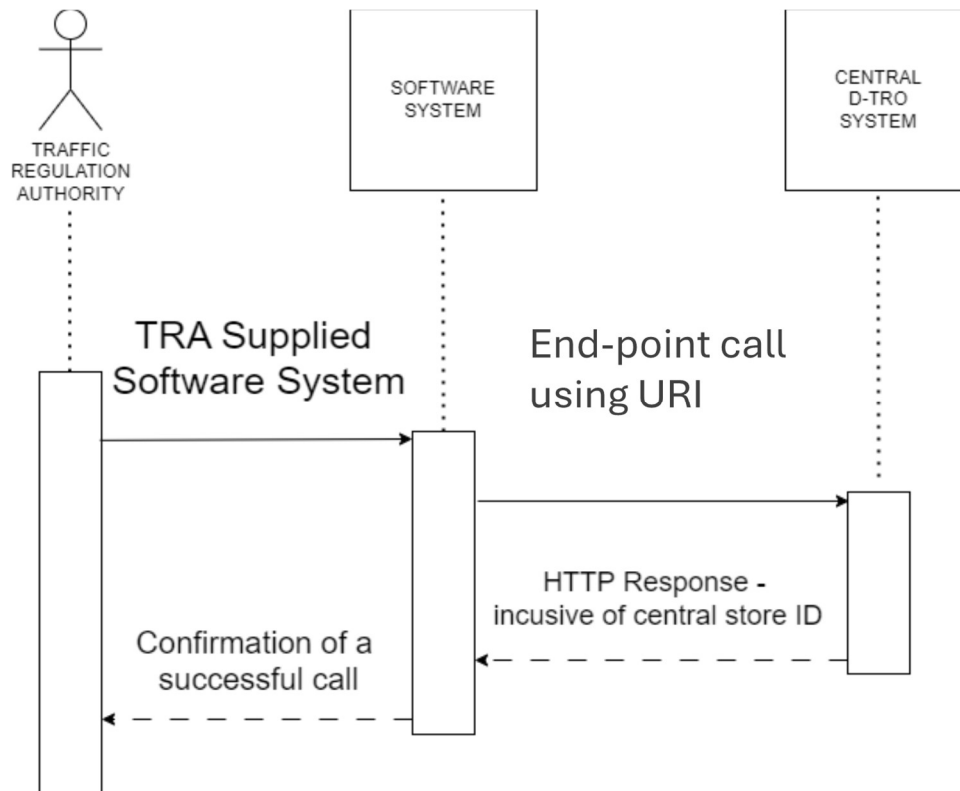 TRAFFIC
REGULATION
AUTHORITY
SOFTWARE
SYSTEM
CENTRAL
D-TRO
SYSTEM
TRA Supplied
Software System
End-point call
using URI
HTTP Response -
incusive of central store ID
Confirmation of a
successful call